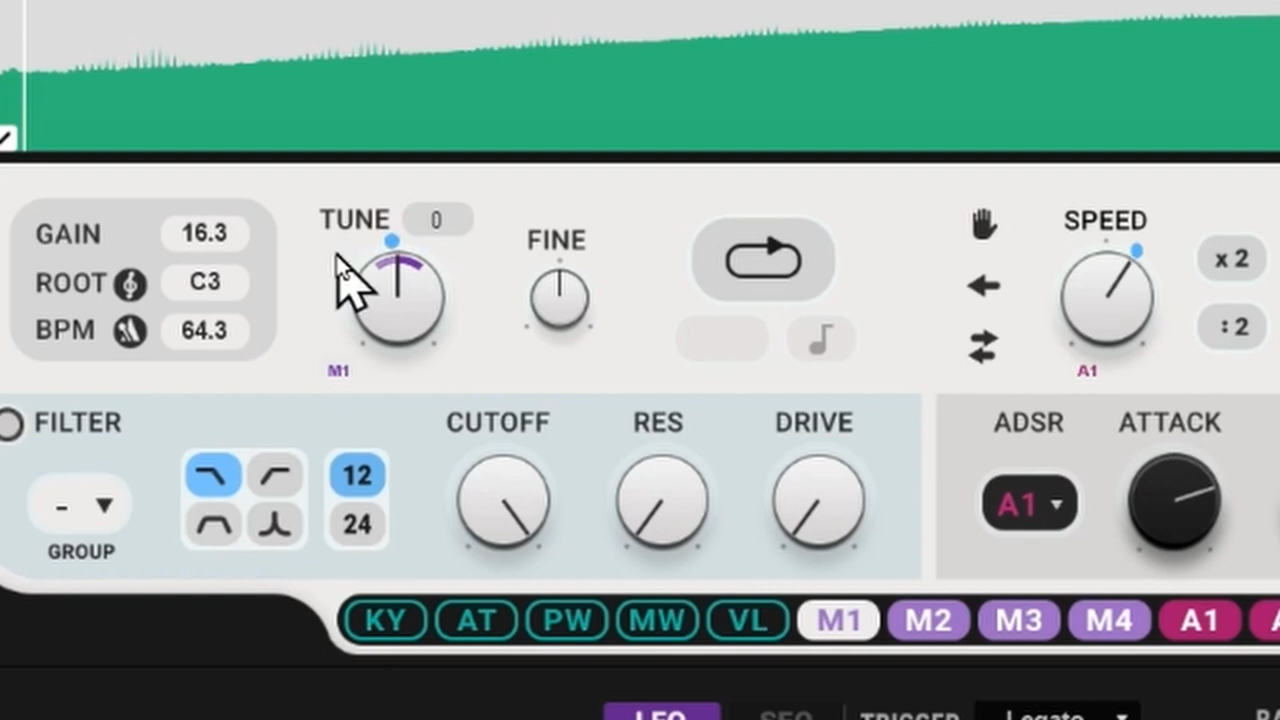 GAIN 16.3
ROOT C3
BPM 64.3
TUNE 0
M1
FINE
SPEED
A1
x 2
: 2
FILTER
-
GROUP
12
24
CUTOFF RES DRIVE
ADSR ATTACK
A1
KY AT PW MW VL M1 M2 M3 M4 A1
LFO SEQ TRIGGER Legato